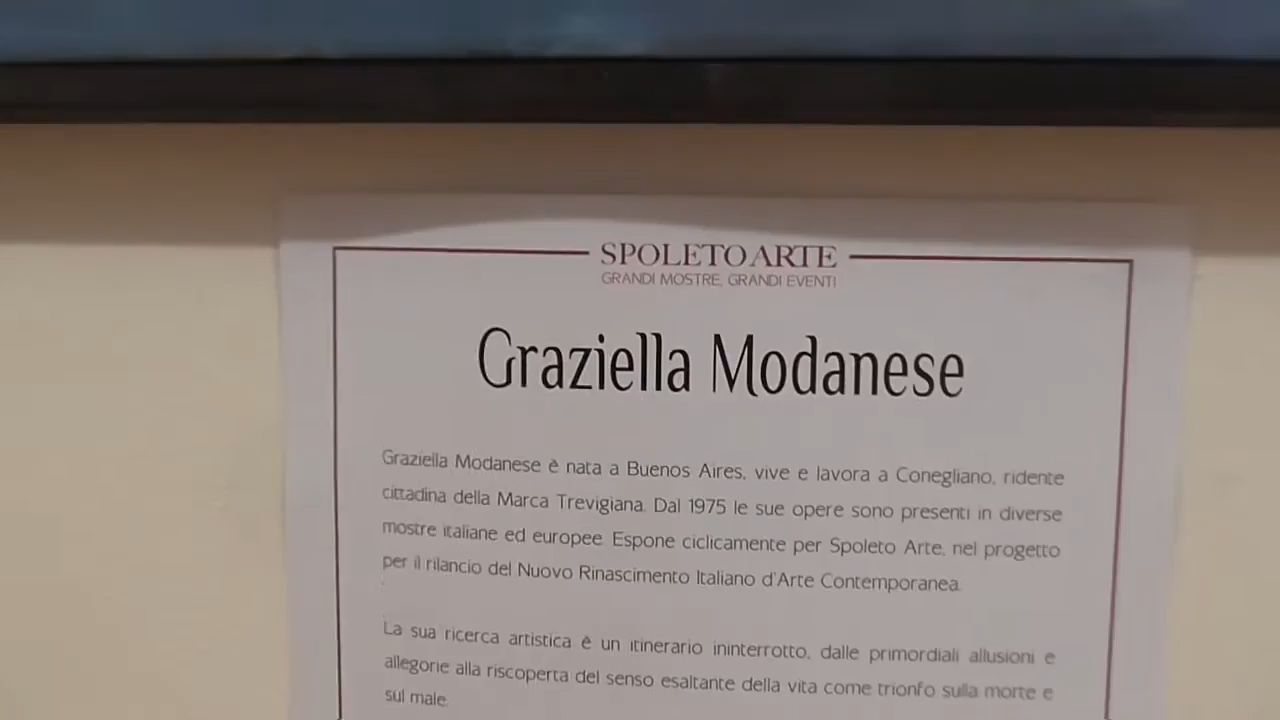 SPOLETO ARTE
GRANDI MOSTRE, GRANDI EVENTI
Graziella Modanese
Graziella Modanese è nata a Buenos Aires, vive e lavora a Conegliano, ridente
cittadina della Marca Trevigiana. Dal 1975 le sue opere sono presenti in diverse
mostre italiane ed europee. Espone ciclicamente per Spoleto Arte, nel progetto
per il rilancio del Nuovo Rinascimento Italiano d'Arte Contemporanea.
La sua ricerca artistica è un itinerario ininterrotto, dalle primordiali allusioni e
allegorie alla riscoperta del senso esaltante della vita come trionfo sulla morte e
sul male.